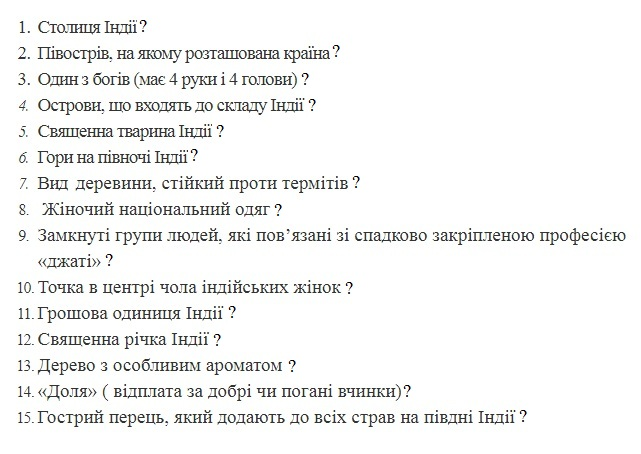 1. Столиця Індії?
2. Півострів, на якому розташована країна?
3. Один з богів (має 4 руки і 4 голови) ?
4. Острови, що входять до складу Індії ?
5. Священна тварина Індії ?
6. Гори на півночі Індії?
7. Вид деревини, стійкий проти термітів ?
8. Жіночий національний одяг ?
9. Замкнуті групи людей, які пов’язані зі спадково закріпленою професією
«джаті» ?
10. Точка в центрі чола індійських жінок ?
11. Грошова одиниця Індії ?
12. Священна річка Індії ?
13. Дерево з особливим ароматом ?
14. «Доля» ( відплата за добрі чи погані вчинки)?
15. Гострий перець, який додають до всіх страв на півдні Індії ?